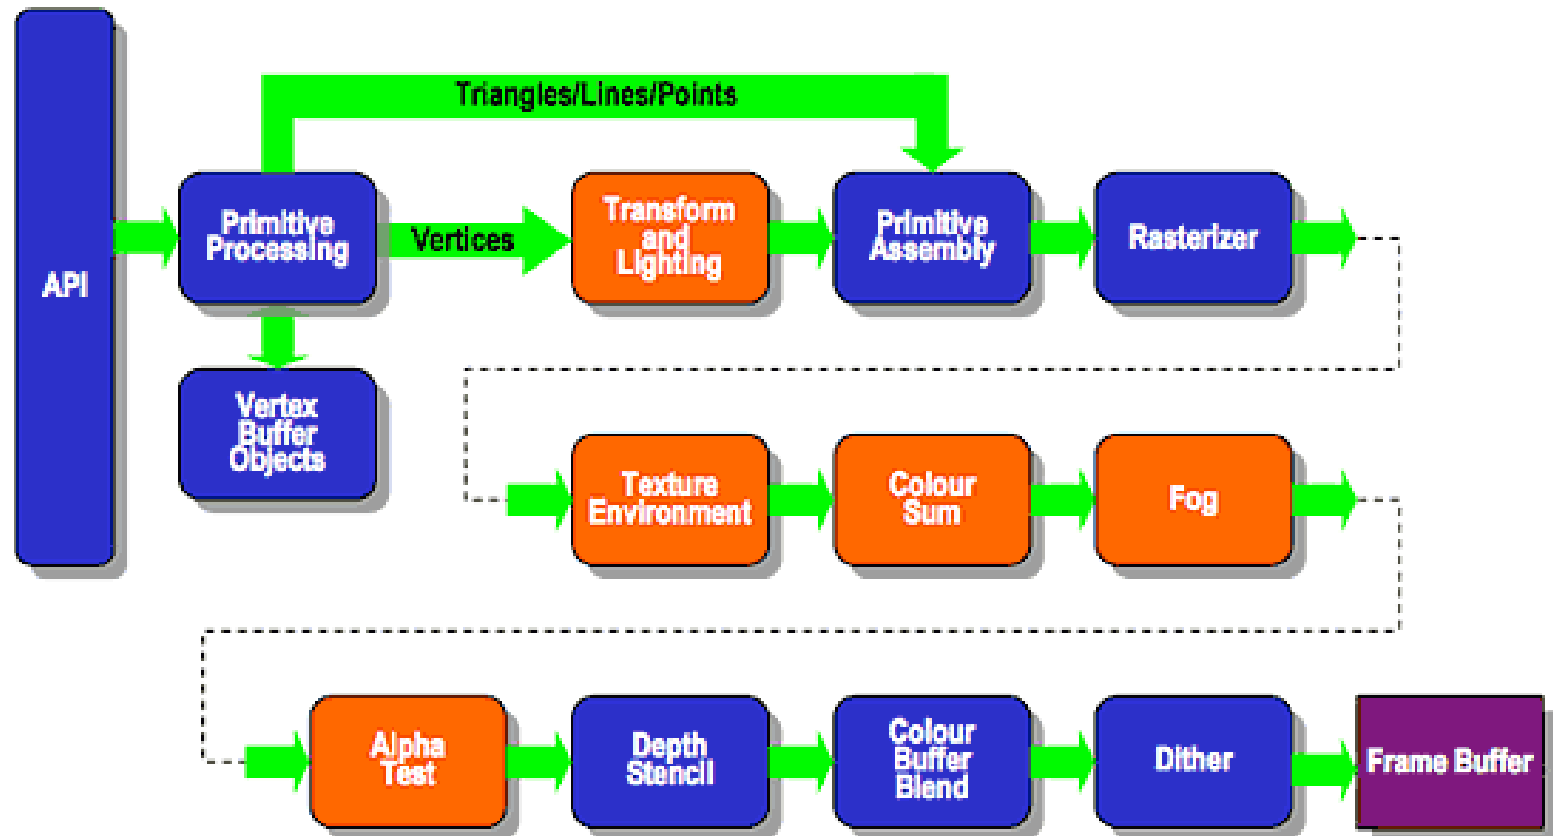 Triangles/Lines/Points
API
Primitive
Processing
Vertices
Transform
and
Lighting
Primitive
Assembly
Rasterizer
Vertex
Buffer
Objects
Texture
Environment
Colour
Sum
Fog
Alpha
Test
Depth
Stencil
Colour
Buffer
Blend
Dither
Frame Buffer